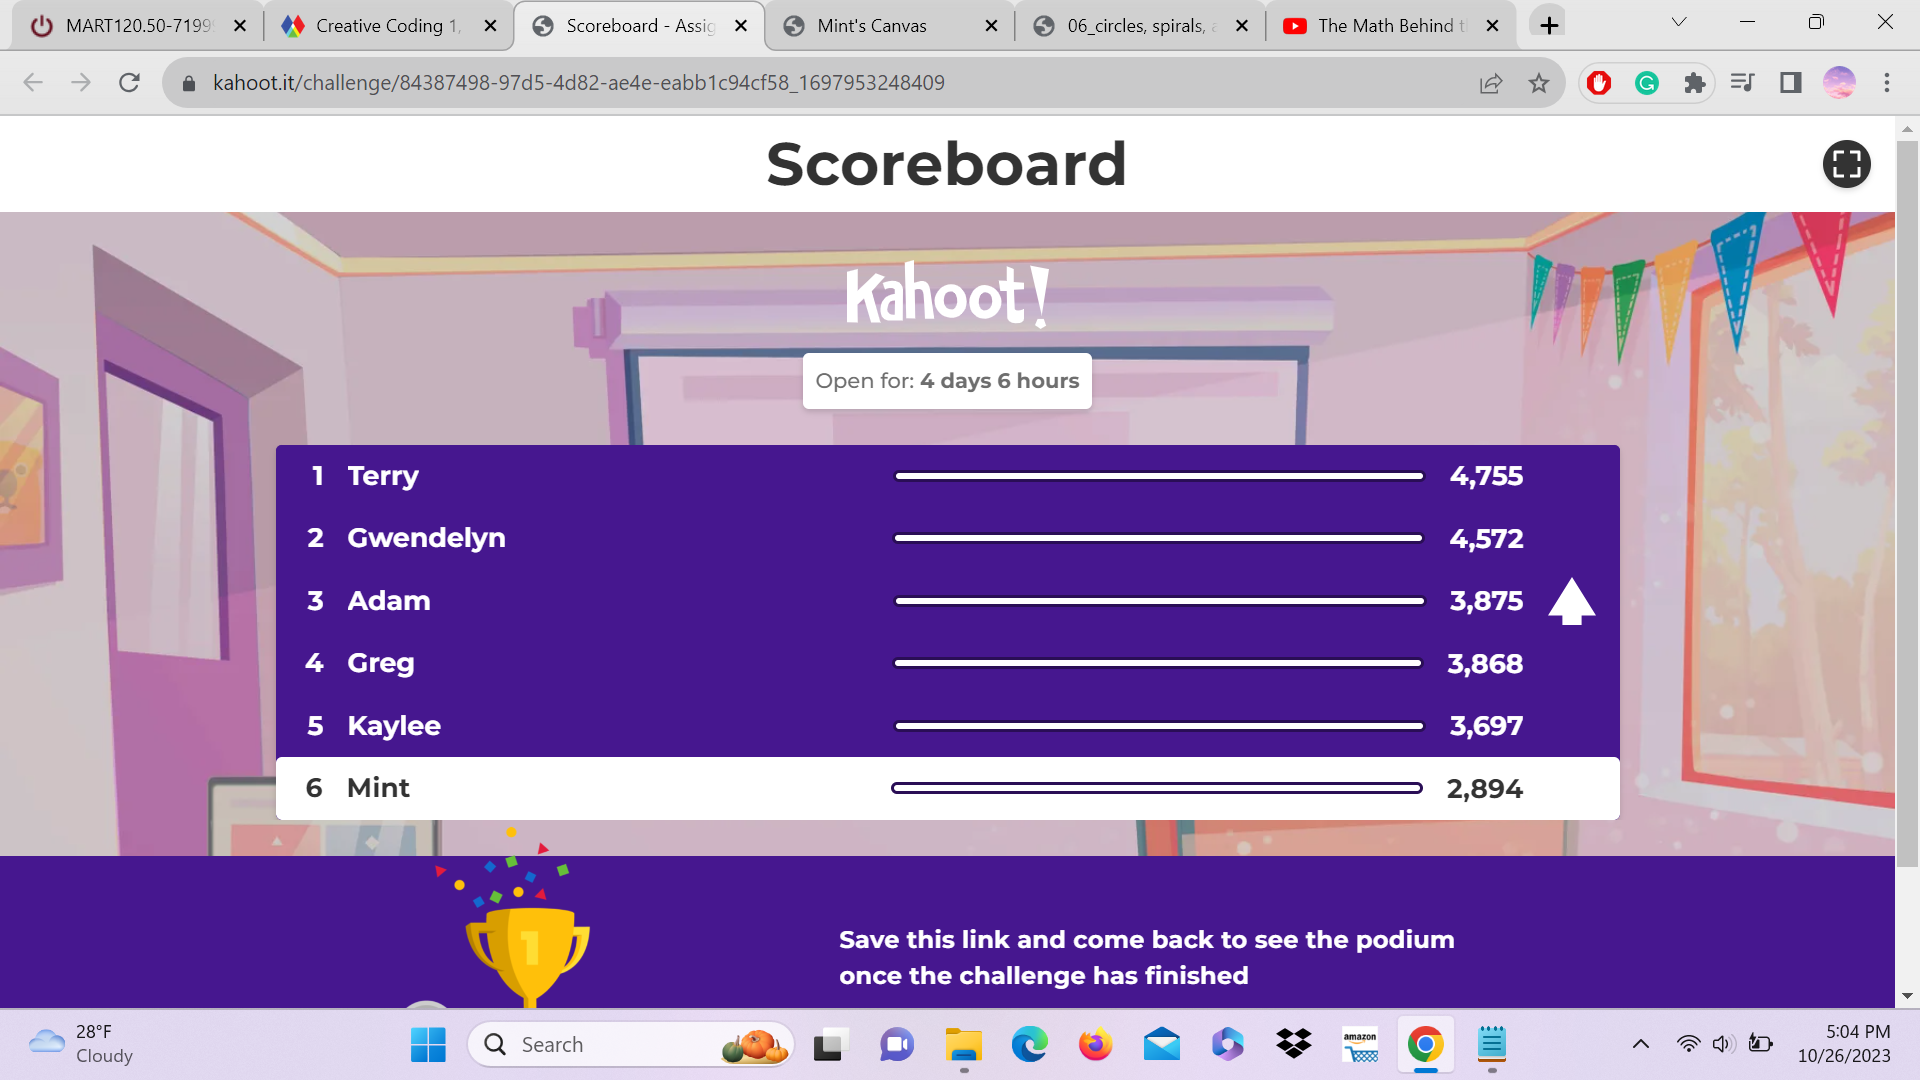 MART120.50-7199
Creative Coding 1,
Scoreboard - Assig
Mint's Canvas
06_circles, spirals, a
The Math Behind t
kahoot.it/challenge/84387498-97d5-4d82-ae4e-eabb1c94cf58_1697953248409
Scoreboard
Kahoot!
Open for: 4 days 6 hours
1 Terry 4,755
2 Gwendelyn 4,572
3 Adam 3,875
4 Greg 3,868
5 Kaylee 3,697
6 Mint 2,894
1
Save this link and come back to see the podium
once the challenge has finished
28°F
Cloudy
Search
amazon
5:04 PM
10/26/2023